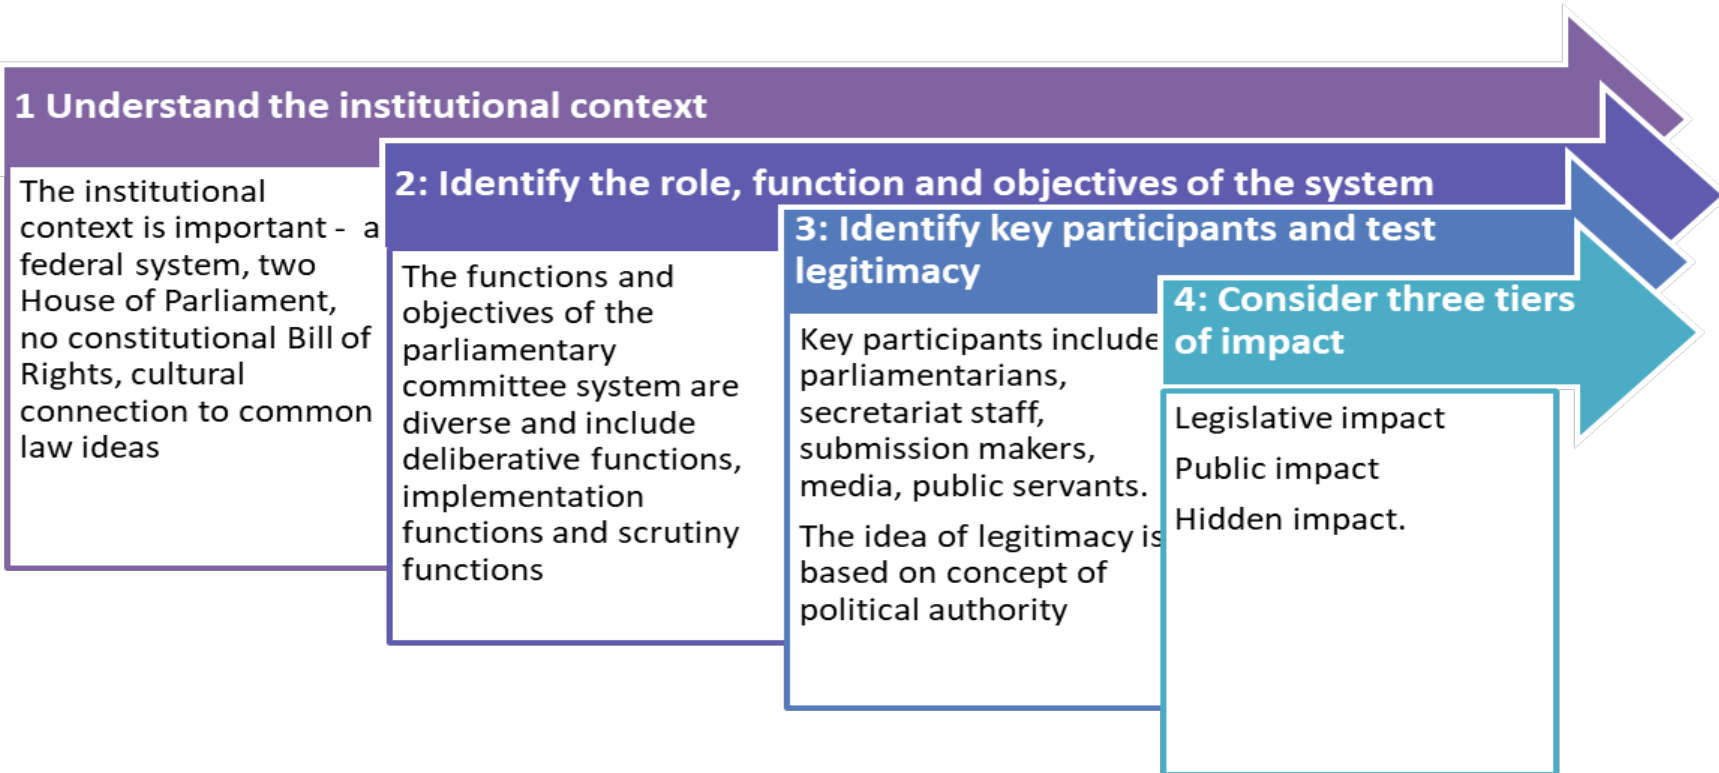 1 Understand the institutional context
The institutional
context is important -  a
federal system, two
House of Parliament,
no constitutional Bill of
Rights, cultural
connection to common
law ideas
2: Identify the role, function and objectives of the system
The functions and
objectives of the
parliamentary
committee system are
diverse and include
deliberative functions,
implementation
functions and scrutiny
functions
3: Identify key participants and test
legitimacy
Key participants include
parliamentarians,
secretariat staff,
submission makers,
media, public servants.
The idea of legitimacy is
based on concept of
political authority
4: Consider three tiers
of impact
Legislative impact
Public impact
Hidden impact.